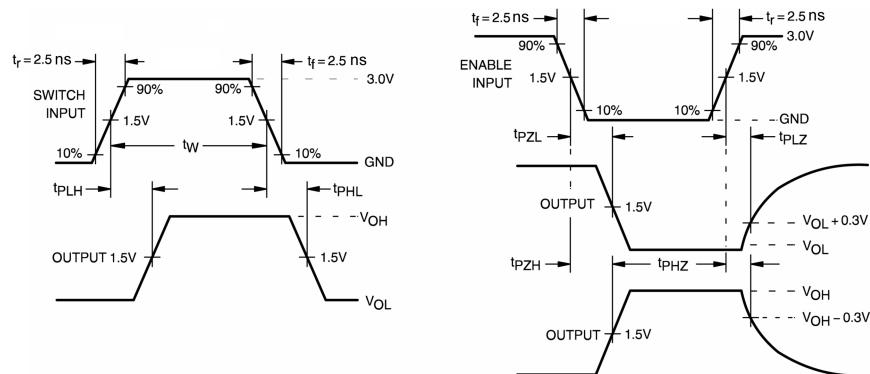 tr = 2.5 ns
tf = 2.5 ns
3.0V
SWITCH
INPUT
90%
90%
1.5V
1.5V
tW
10%
10%
GND
tPLH
tPHL
VOH
OUTPUT
1.5V
1.5V
VOL
tf = 2.5 ns
tr = 2.5 ns
90%
90%
3.0V
ENABLE
INPUT
1.5V
1.5V
10%
10%
GND
tPZL
tPLZ
OUTPUT
1.5V
VOL + 0.3V
VOL
tPZH
tPHZ
VOH
VOH − 0.3V
OUTPUT
1.5V